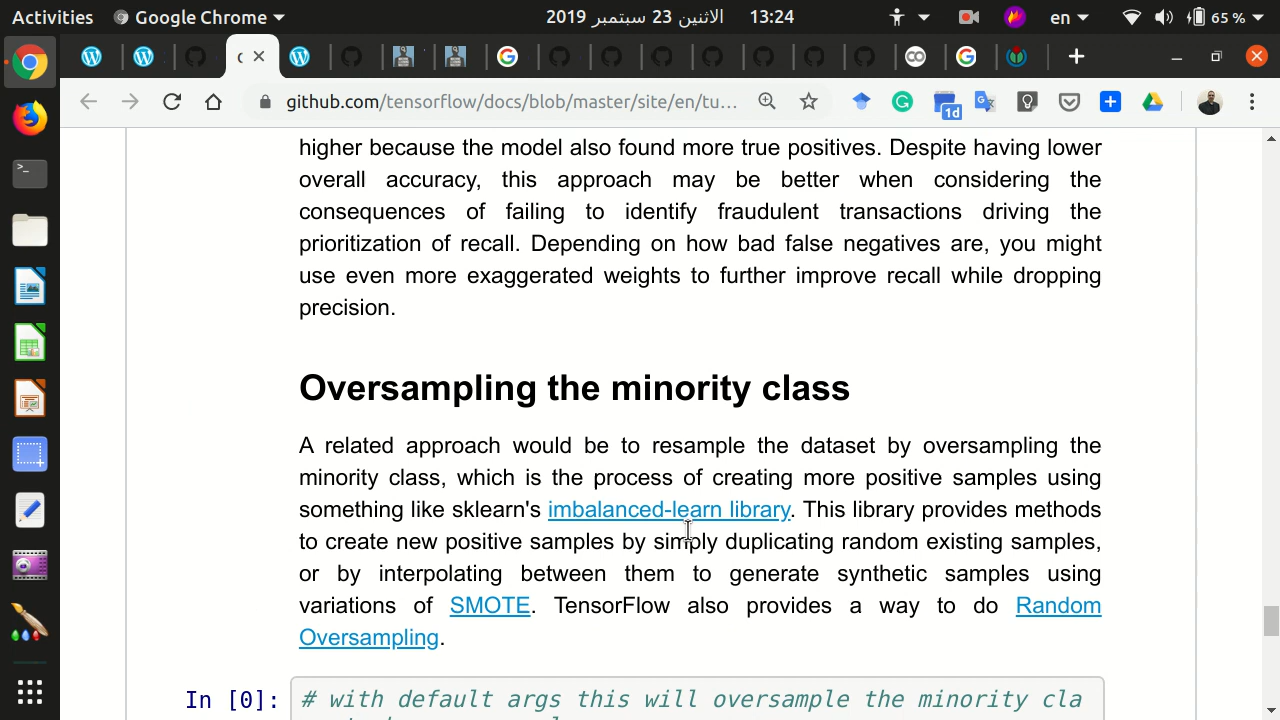 Activities Google Chrome 2019 الاثنين 23 سبتمبر 13:24 en 65 %
github.com/tensorflow/docs/blob/master/site/en/tu... 1d
higher because the model also found more true positives. Despite having lower
overall accuracy, this approach may be better when considering the
consequences of failing to identify fraudulent transactions driving the
prioritization of recall. Depending on how bad false negatives are, you might
use even more exaggerated weights to further improve recall while dropping
precision.
Oversampling the minority class
A related approach would be to resample the dataset by oversampling the
minority class, which is the process of creating more positive samples using
something like sklearn's imbalanced-learn library. This library provides methods
to create new positive samples by simply duplicating random existing samples,
or by interpolating between them to generate synthetic samples using
variations of SMOTE. TensorFlow also provides a way to do Random
Oversampling.
In [0]: # with default args this will oversample the minority cla